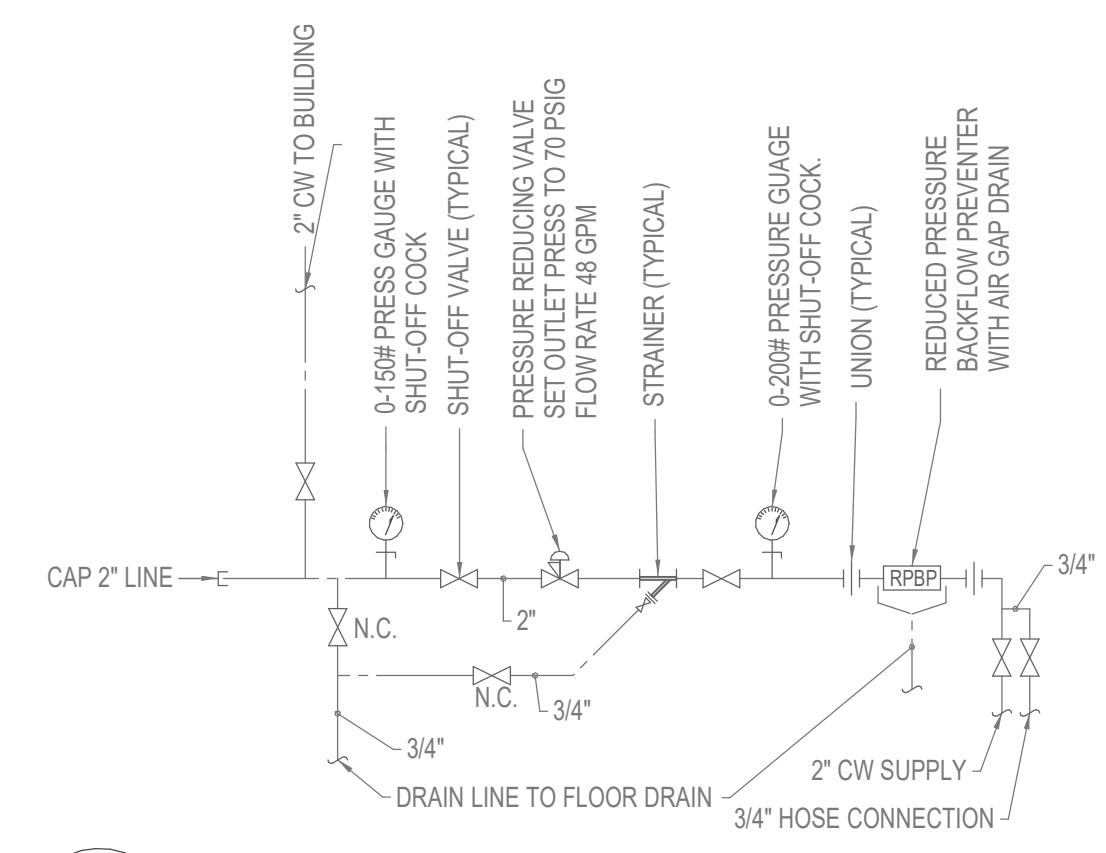 2" CW TO BUILDING
0-150# PRESS GAUGE WITH
SHUT-OFF COCK
SHUT-OFF VALVE (TYPICAL)
PRESSURE REDUCING VALVE
SET OUTLET PRESS TO 70 PSIG
FLOW RATE 48 GPM
STRAINER (TYPICAL)
0-200# PRESSURE GUAGE
WITH SHUT-OFF COCK.
UNION (TYPICAL)
REDUCED PRESSURE
BACKFLOW PREVENTER
WITH AIR GAP DRAIN
CAP 2" LINE
RPBP
3/4"
2"
N.C.
N.C.
3/4"
3/4"
2" CW SUPPLY
DRAIN LINE TO FLOOR DRAIN
3/4" HOSE CONNECTION